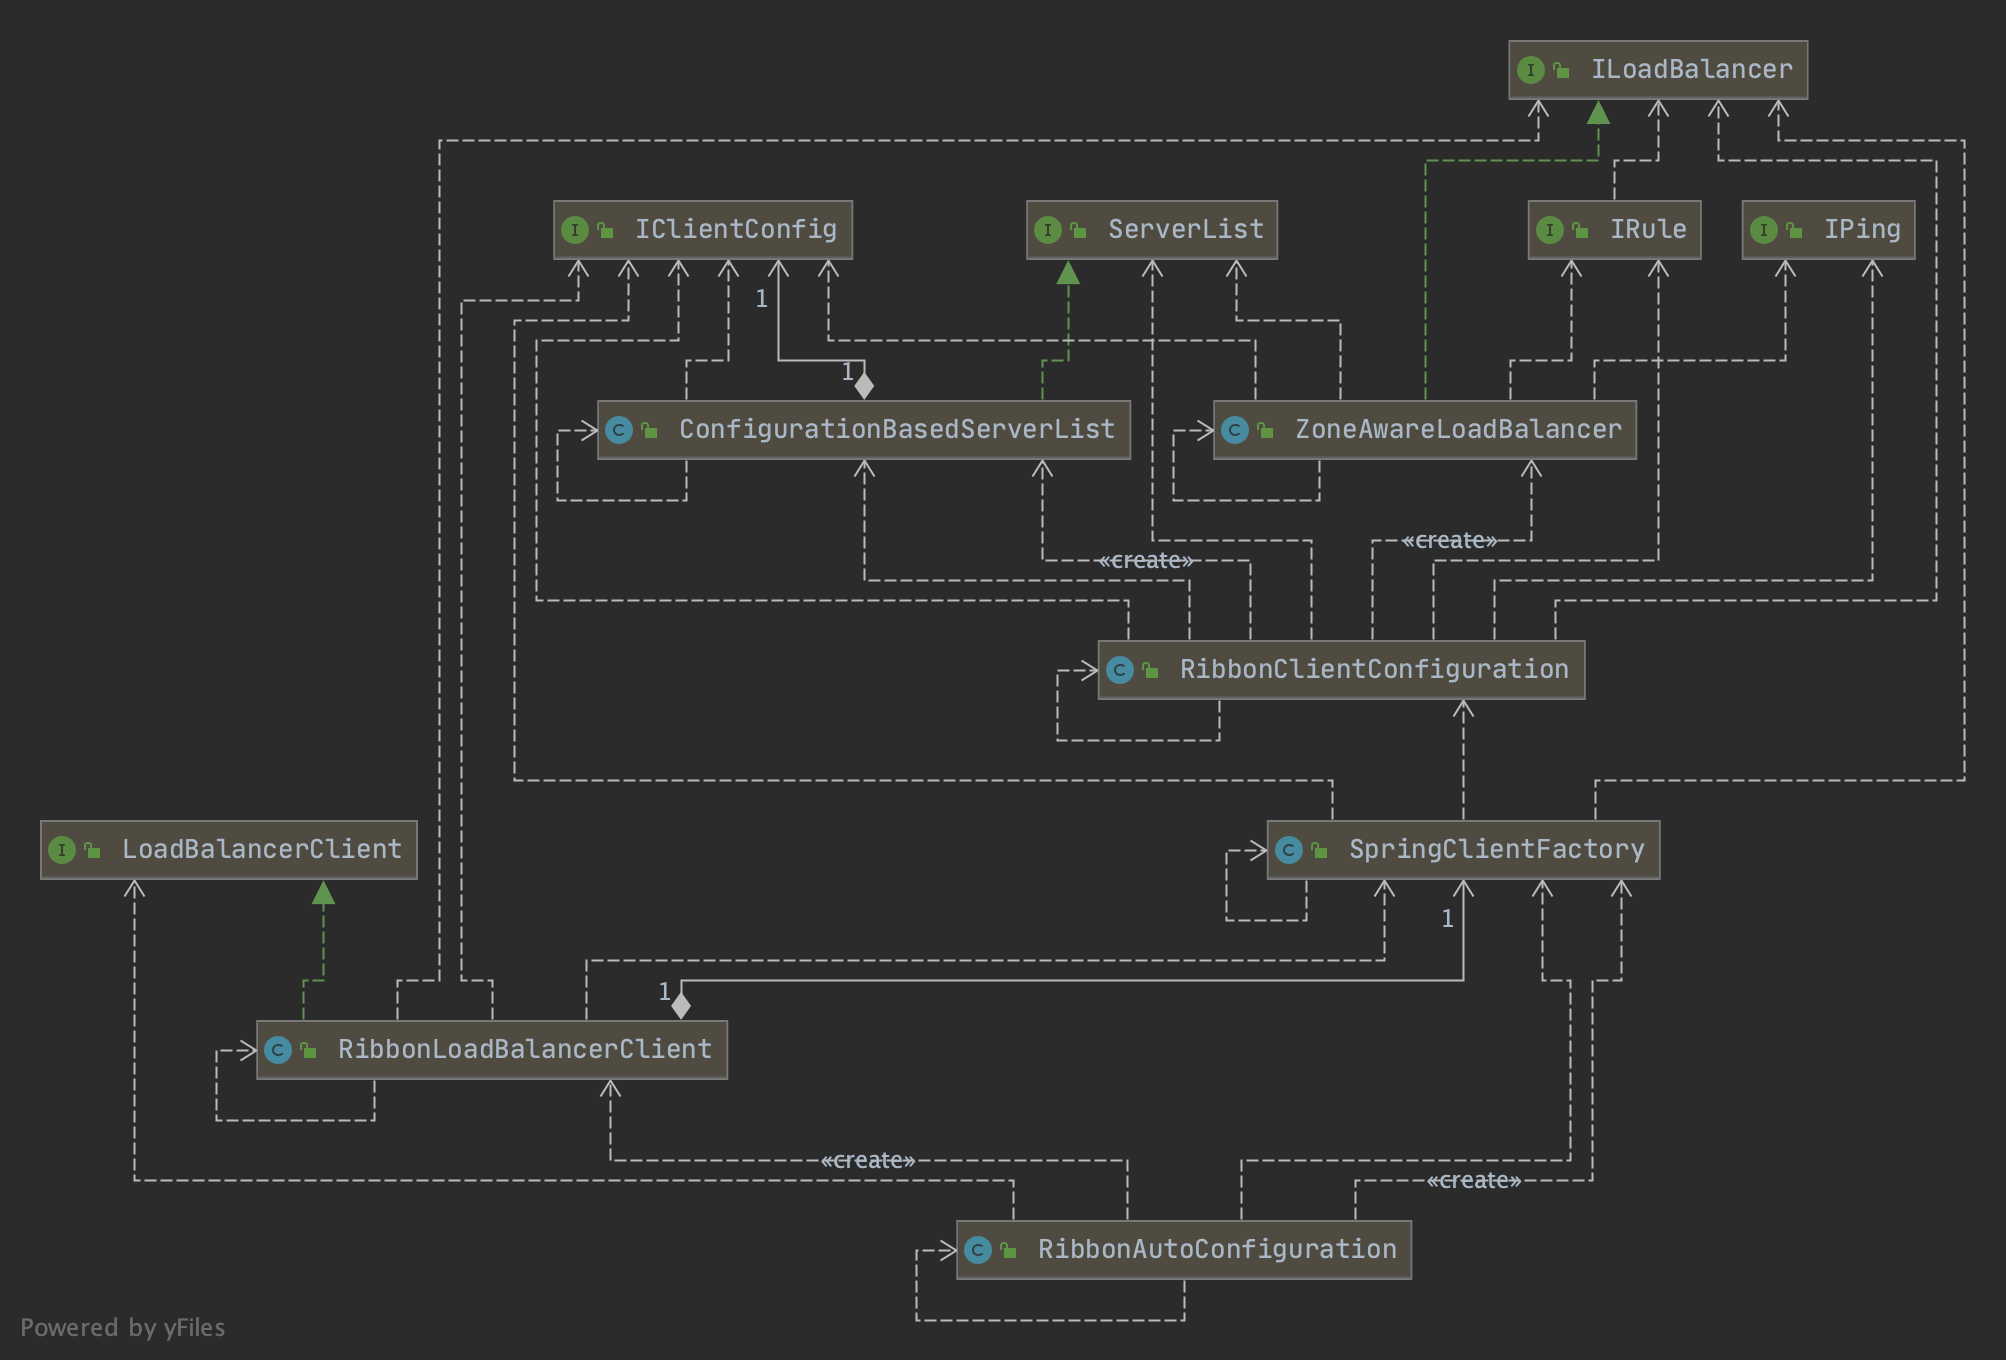 I ILoadBalancer
I IClientConfig
I ServerList
I IRule
I IPing
1
1
C ConfigurationBasedServerList
C ZoneAwareLoadBalancer
«create»
«create»
C RibbonClientConfiguration
I LoadBalancerClient
C SpringClientFactory
1
1
C RibbonLoadBalancerClient
«create»
«create»
C RibbonAutoConfiguration
Powered by yFiles